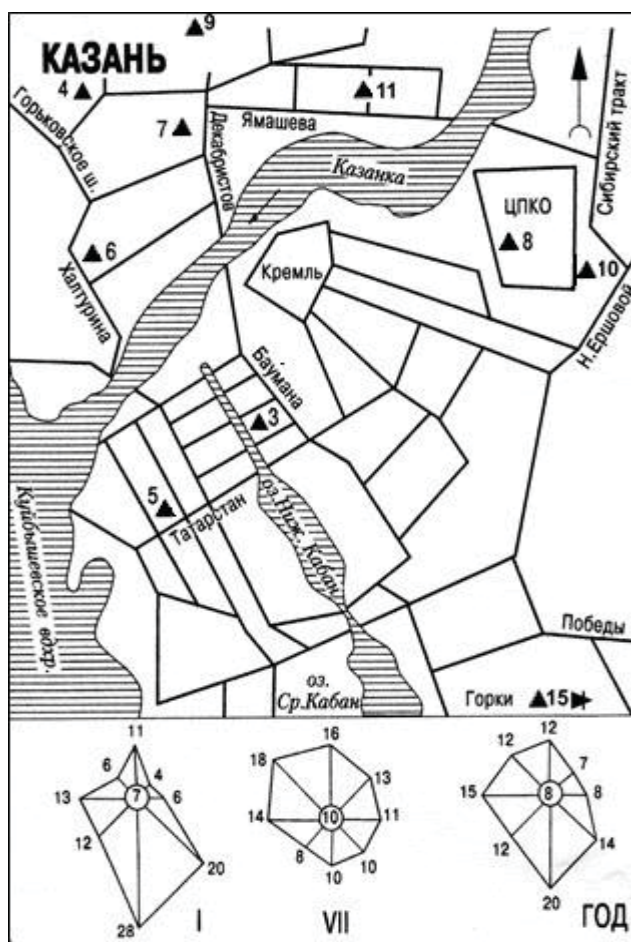 9
КАЗАНЬ
4
11
Горьковское ш.
7
Декабристов
Ямашева
Казанка
Сибирский тракт
ЦПКО
8
6
10
Кремль
Халтурина
Н.Ершовой
Баумана
3
5
Татарстан
оз.Ниж. Кабан
Куйбышевское вдхр.
Победы
оз.
Ср.Кабан
Горки
15
11
6
4
13
7
6
12
20
28
I
16
18
13
14
10
11
8
10
10
VII
12
12
7
15
8
8
12
14
20
ГОД